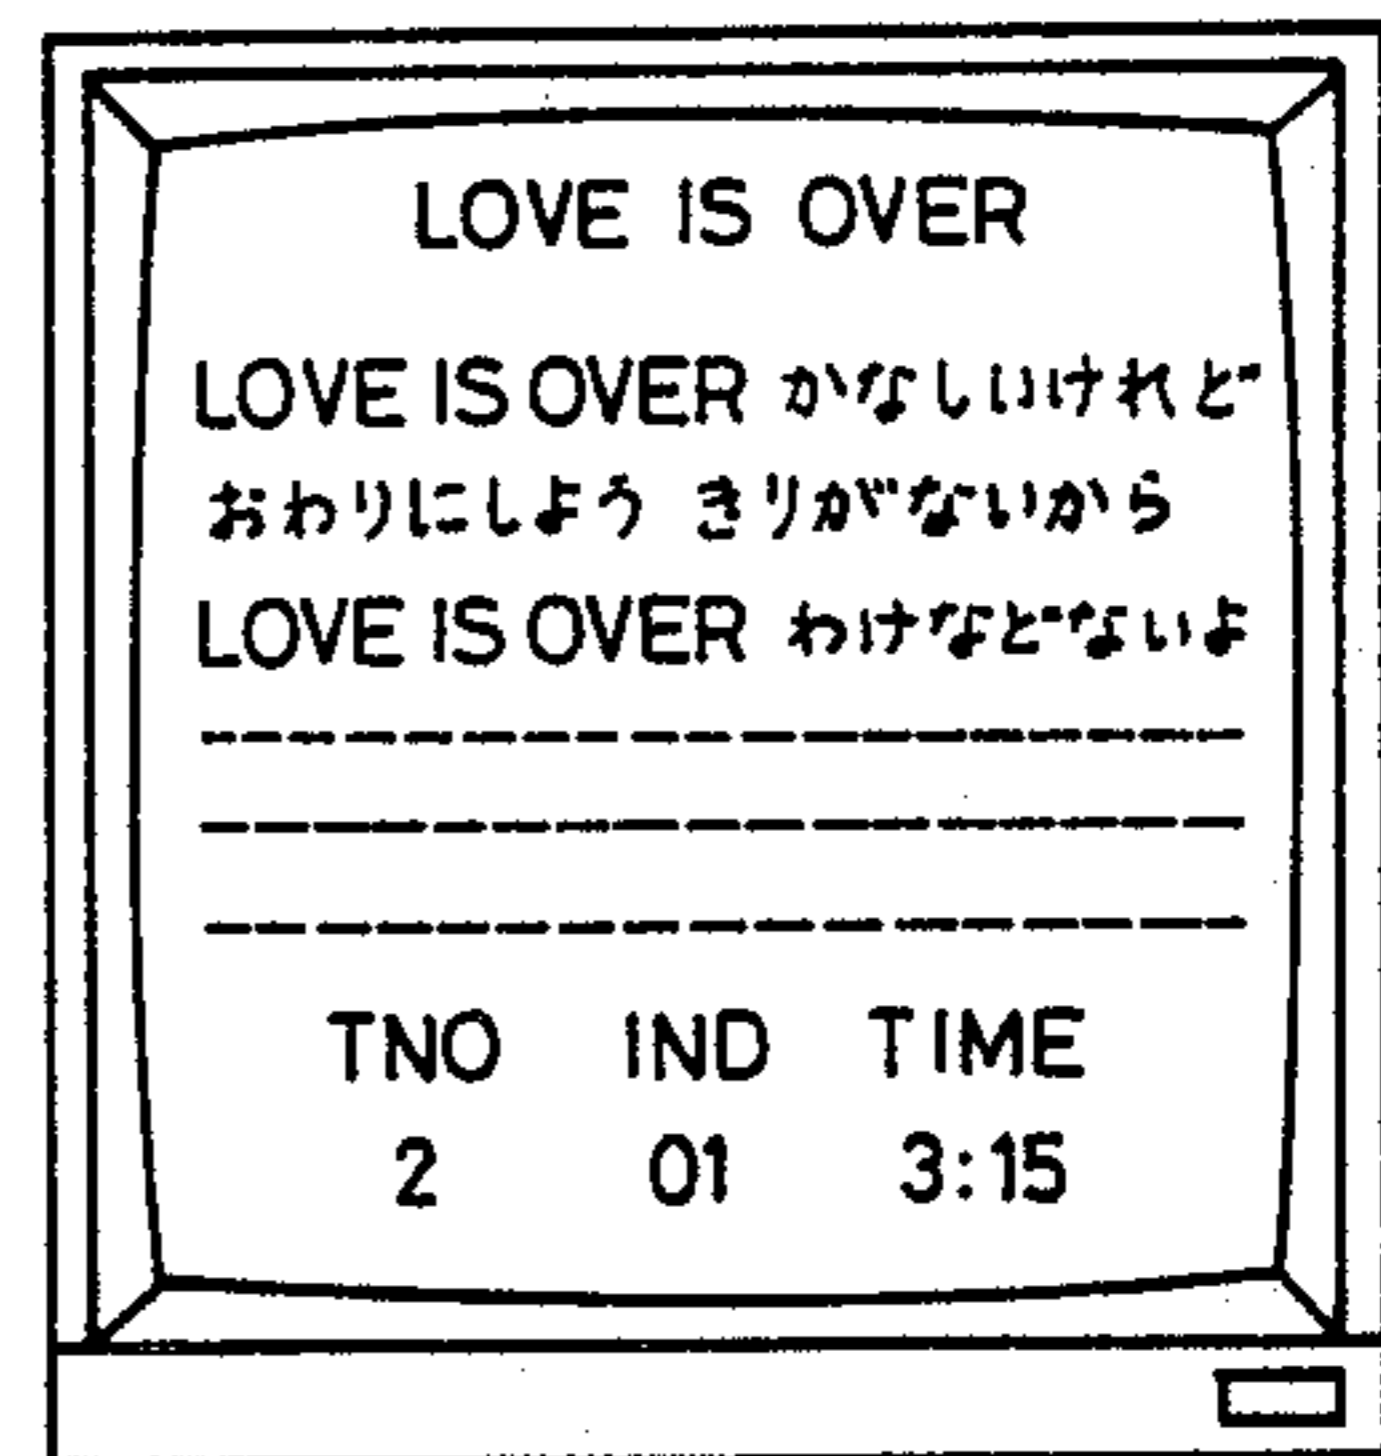 LOVE IS OVER
LOVE IS OVER かなしいけれど
おわりにしよう きりがないから
LOVE IS OVER わけなどないよ
TNO IND TIME
2 01 3:15